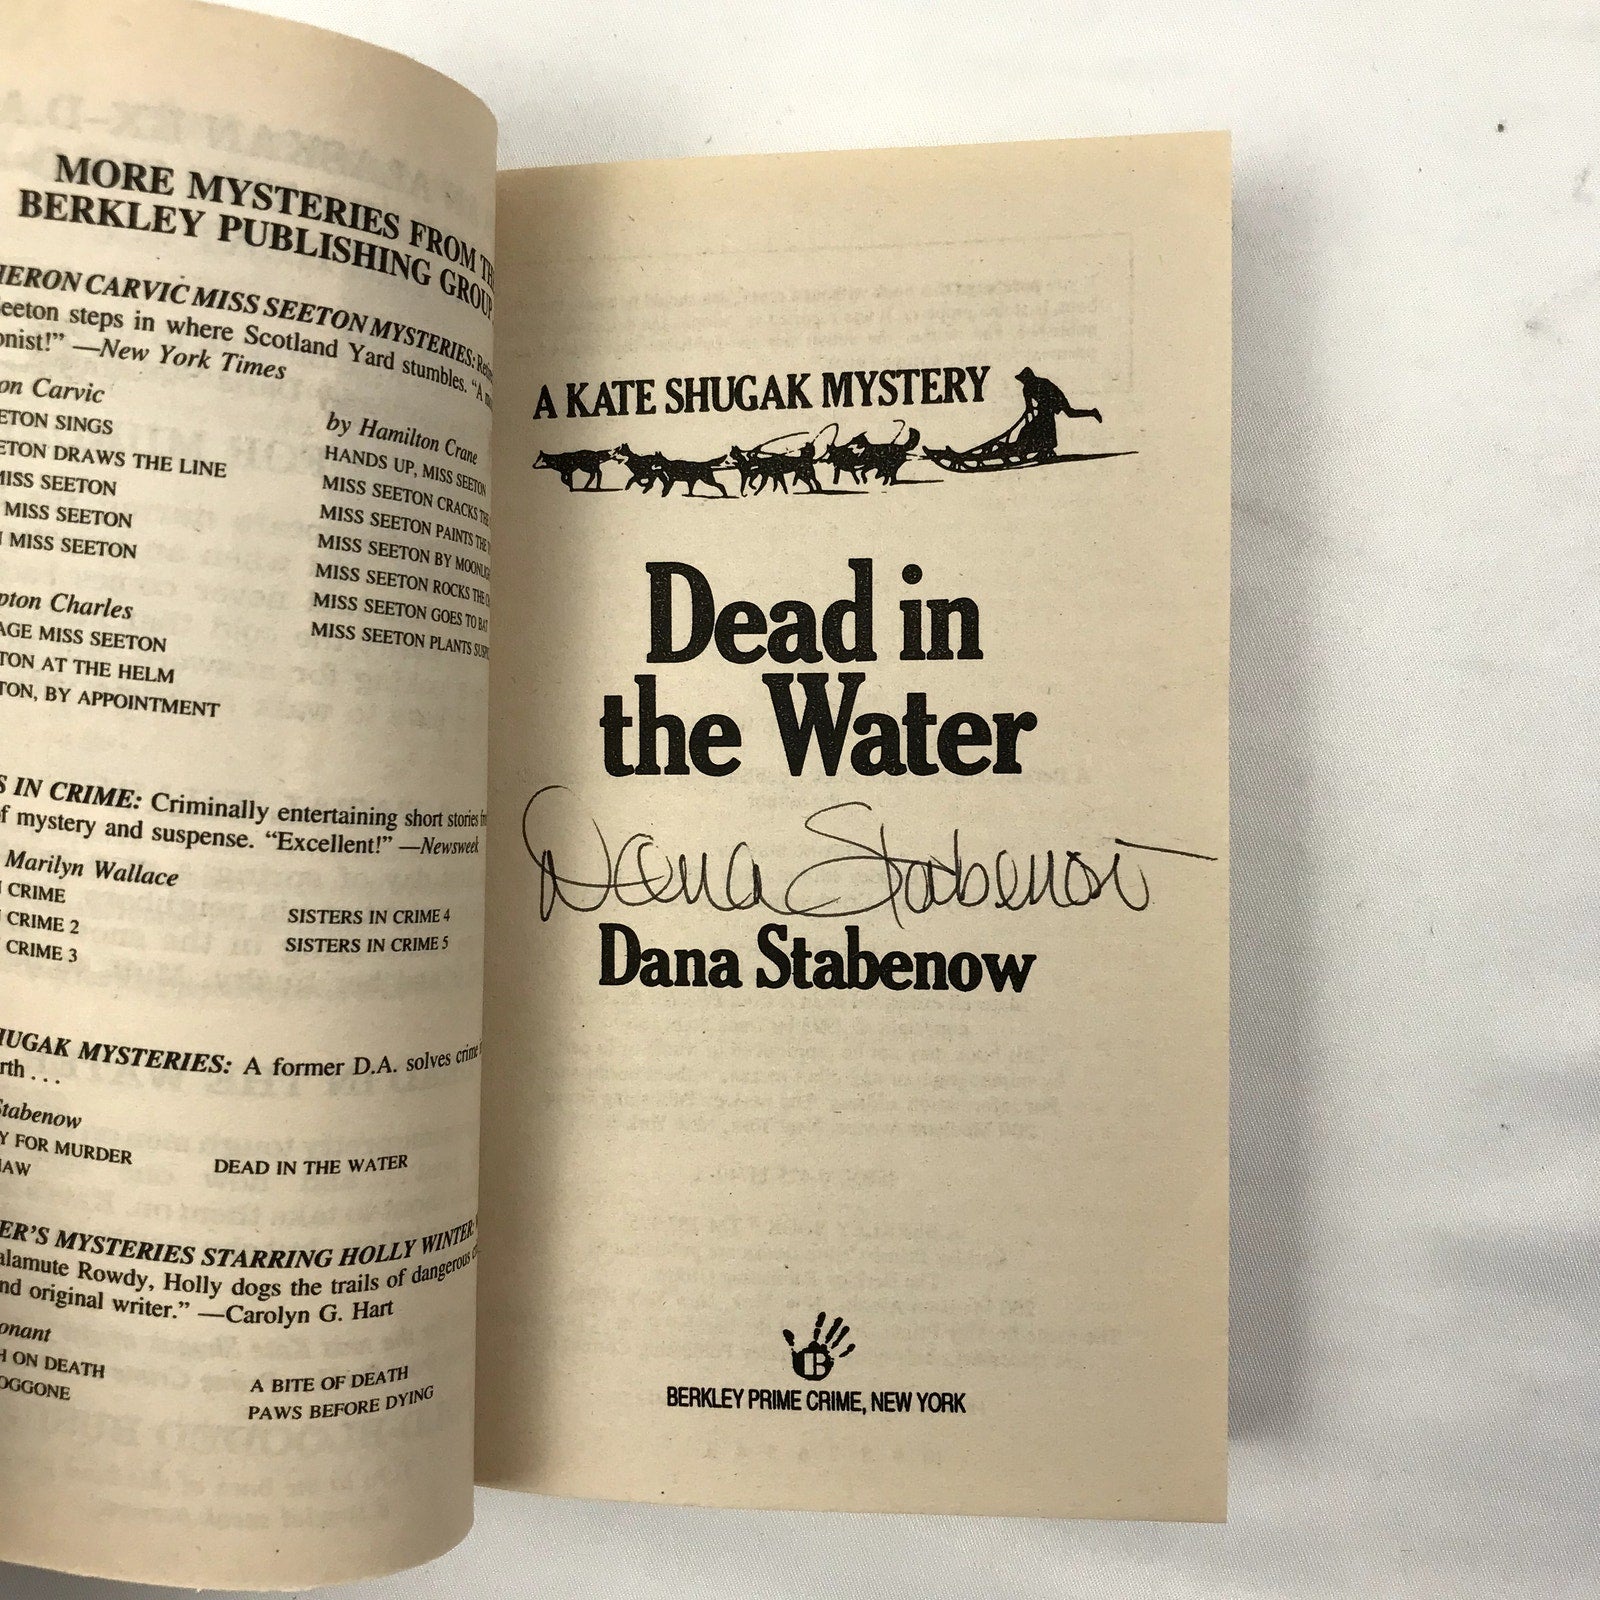 MORE MYSTERIES FROM
BERKLEY PUBLISHING GROUP
CARVIC MISS SEETON MYSTERIES:
steps in where Scotland Yard stumbles. “A
—New York Times
Carvic
SINGS
DRAWS THE LINE
MISS SEETON
MISS SEETON
MISS SEETON
Charles
MISS SEETON
AT THE HELM
BY APPOINTMENT
by Hamilton Crane
HANDS UP, MISS SEETON
MISS SEETON CRACKS
MISS SEETON PAINTS THE
MISS SEETON BY
MISS SEETON ROCKS THE
MISS SEETON GOES TO BAT
MISS SEETON PLANTS
IN CRIME: Criminally entertaining short stories
mystery and suspense. “Excellent!” —Newsweek
Marilyn Wallace
CRIME
CRIME 2
CRIME 3
SISTERS IN CRIME 4
SISTERS IN CRIME 5
MYSTERIES: A former D.A. solves crime
. . .
Stabenow
FOR MURDER
DEAD IN THE WATER
MYSTERIES STARRING HOLLY WINTER:
Rowdy, Holly dogs the trails of dangerous
original writer.” —Carolyn G. Hart
ON DEATH
A BITE OF DEATH
PAWS BEFORE DYING
A KATE SHUGAK MYSTERY
Dead in
the Water
Dana Stabenow
Dana Stabenow
B
BERKLEY PRIME CRIME, NEW YORK